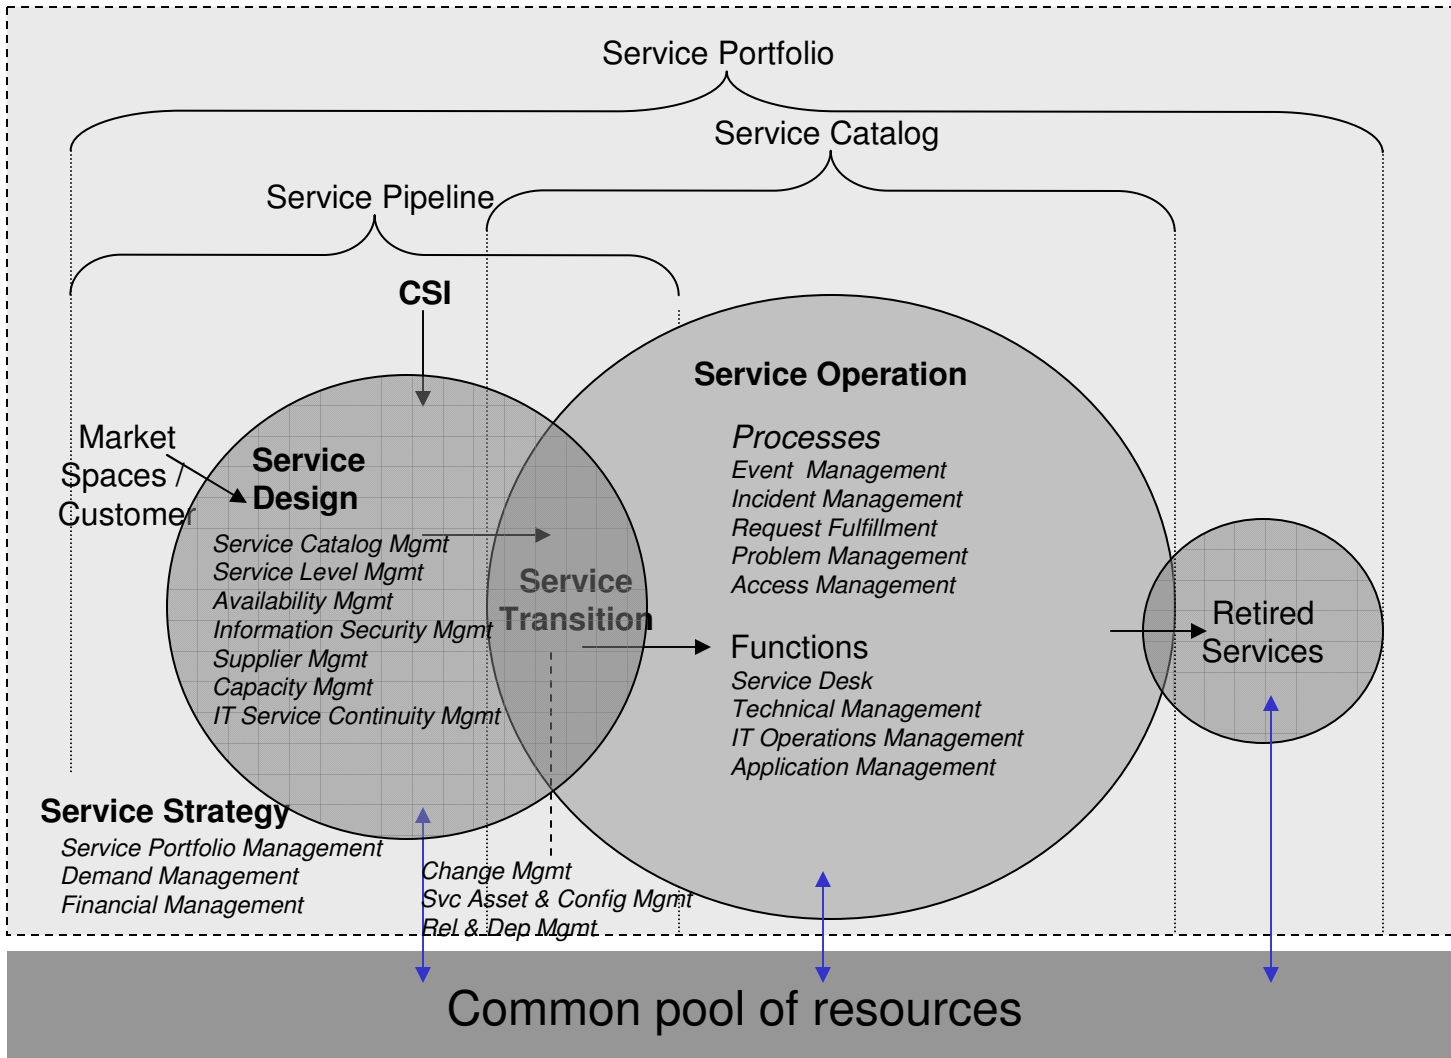 Service Portfolio
Service Catalog
Service Pipeline
CSI
Market
Spaces /
Customer
Service
Design
Service Catalog Mgmt
Service Level Mgmt
Availability Mgmt
Information Security Mgmt
Supplier Mgmt
Capacity Mgmt
IT Service Continuity Mgmt
Service
Transition
Service Operation
Processes
Event  Management
Incident Management
Request Fulfillment
Problem Management
Access Management
Functions
Service Desk
Technical Management
IT Operations Management
Application Management
Retired
Services
Service Strategy
Service Portfolio Management
Demand Management
Financial Management
Change Mgmt
Svc Asset & Config Mgmt
Rel & Dep Mgmt
Common pool of resources